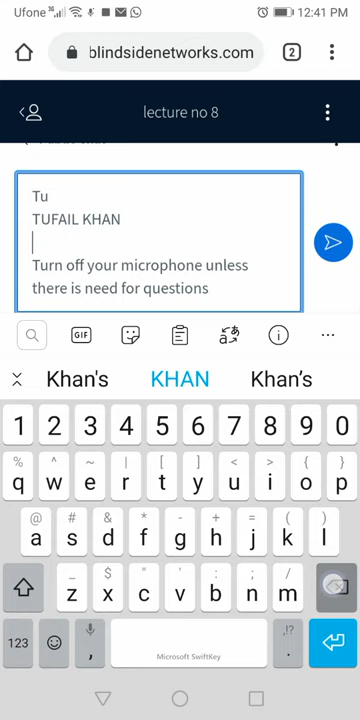 Ufone 3G 12:41 PM
blindsidenetworks.com 2
lecture no 8
Tu
TUFAIL KHAN
Turn off your microphone unless
there is need for questions
GIF
Khan's KHAN Khan's
1 2 3 4 5 6 7 8 9 0
% ^ ~ | [ ] < > { }
q w e r t y u i o p
@ # & * - + = ( )
a s d f g h j k l
_ $ " ' : ; /
z x c v b n m
123 , Microsoft SwiftKey ,!? .